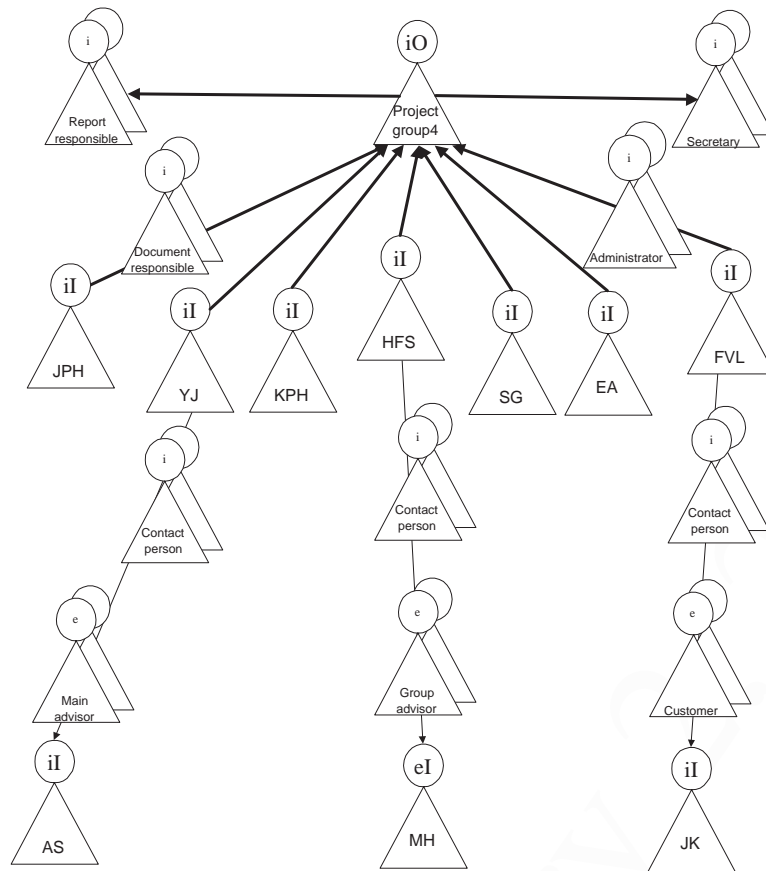 i
iO
i
Report
responsible
Project
group4
Secretary
i
i
Document
responsible
Administrator
iI
iI
iI
iI
iI
iI
iI
JPH
YJ
KPH
HFS
SG
EA
FVL
i
i
i
Contact
person
Contact
person
Contact
person
e
e
e
Main
advisor
Group
advisor
Customer
iI
eI
iI
AS
MH
JK